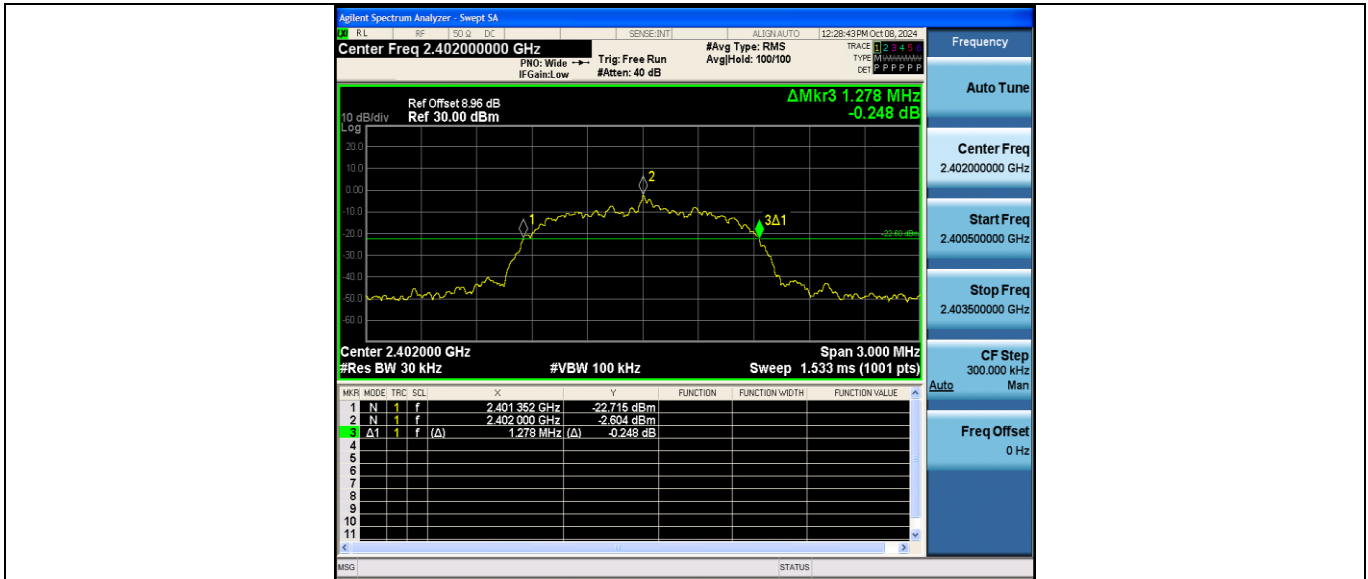 Agilent Spectrum Analyzer - Swept SA
LXI RL RF 50 Ω DC SENSE:INT ALIGN AUTO 12:28:43 PM Oct 08, 2024
Center Freq 2.402000000 GHz
PNO: Wide
IFGain:Low
Trig: Free Run
#Atten: 40 dB
#Avg Type: RMS
Avg|Hold: 100/100
TRACE 1 2 3 4 5 6
TYPE M WWWWW
DET P P P P P P
ΔMkr3 1.278 MHz
-0.248 dB
Ref Offset 8.96 dB
10 dB/div Ref 30.00 dBm
Log
20.0
10.0
0.00
-10.0
-20.0
-30.0
-40.0
-50.0
-60.0
1
2
3Δ1
-22.60 dBm
Center 2.402000 GHz Span 3.000 MHz
#Res BW 30 kHz #VBW 100 kHz Sweep 1.533 ms (1001 pts)
MKR MODE TRC SCL X Y FUNCTION FUNCTION WIDTH FUNCTION VALUE
1 N 1 f 2.401 352 GHz -22.715 dBm
2 N 1 f 2.402 000 GHz -2.604 dBm
3 Δ1 1 f (Δ) 1.278 MHz (Δ) -0.248 dB
4
5
6
7
8
9
10
11
MSG STATUS
Frequency
Auto Tune
Center Freq
2.402000000 GHz
Start Freq
2.400500000 GHz
Stop Freq
2.403500000 GHz
CF Step
300.000 kHz
Auto Man
Freq Offset
0 Hz